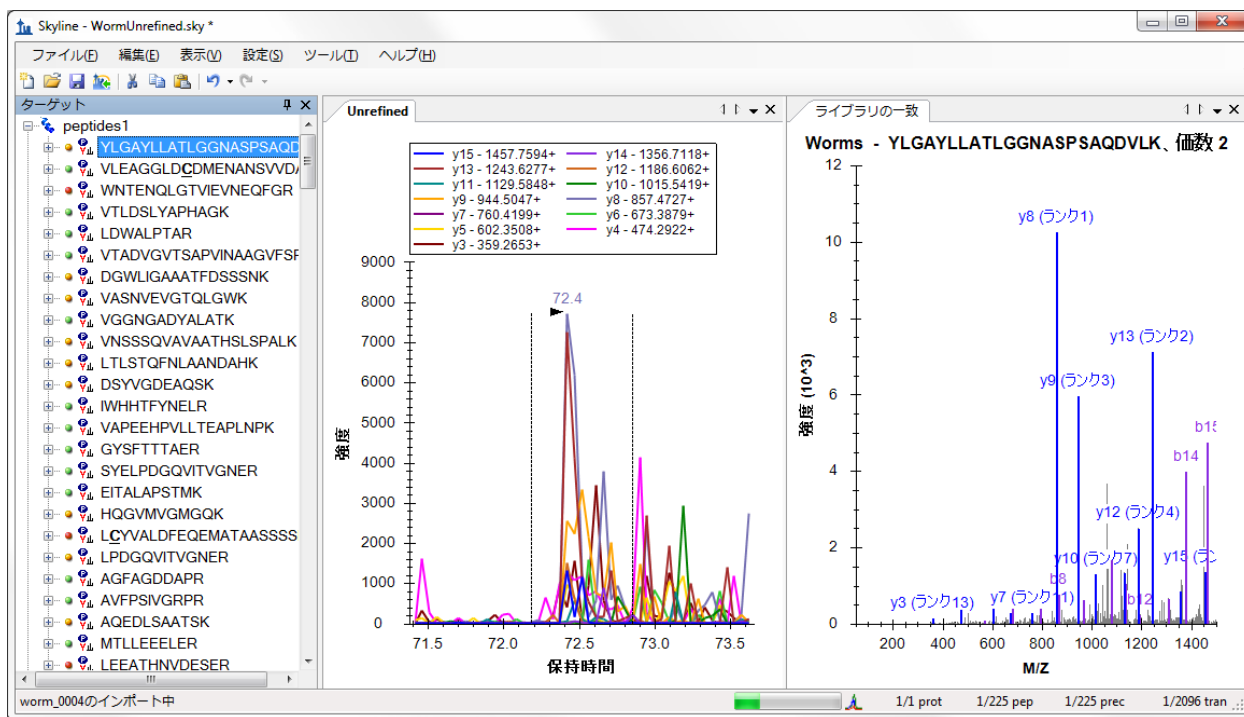 Skyline - WormUnrefined.sky *
ファイル(F) 編集(E) 表示(V) 設定(S) ツール(T) ヘルプ(H)
ターゲット
peptides1
YLGAYLLATLGGNASPSAQD
VLEAGGLDCDMENANSVVDA
WNTENQLGTVIEVNEQFGR
VTLDSLYAPHAGK
LDWALPTAR
VTADVGVTSAPVINAAGVFSF
DGWLIGAAATFDSSSNK
VASNVEVGTQLGWK
VGGNGADYALATK
VNSSSQVAVAATHSLSPALK
LTLSTQFNLAANDAHK
DSYVGDEAQSK
IWHHTFYNELR
VAPEEHPVLLTEAPLNPK
GYSFTTTAER
SYELPDGQVITVGNER
EITALAPSTMK
HQGVMVGMGQK
LCYVALDFEQEMATAASSSS
LPDGQVITVGNER
AGFAGDDAPR
AVFPSIVGRPR
AQEDLSAATSK
MTLLEEELER
LEEATHNVDESER
Unrefined
y15 - 1457.7594+ y14 - 1356.7118+
y13 - 1243.6277+ y12 - 1186.6062+
y11 - 1129.5848+ y10 - 1015.5419+
y9 - 944.5047+ y8 - 857.4727+
y7 - 760.4199+ y6 - 673.3879+
y5 - 602.3508+ y4 - 474.2922+
y3 - 359.2653+
9000
8000
7000
6000
5000
4000
3000
2000
1000
0
72.4
強度
71.5 72.0 72.5 73.0 73.5
保持時間
ライブラリの一致
Worms - YLGAYLLATLGGNASPSAQDVLK、価数 2
12
10
8
6
4
2
0
強度 (10^3)
y8 (ランク1)
y13 (ランク2)
y9 (ランク3)
b15
b14
y12 (ランク4)
y10 (ランク7)
y15 (ラン
b8
y7 (ランク11)
b12
y3 (ランク13)
200 400 600 800 1000 1200 1400
M/Z
worm_0004のインポート中
1/1 prot 1/225 pep 1/225 prec 1/2096 tran